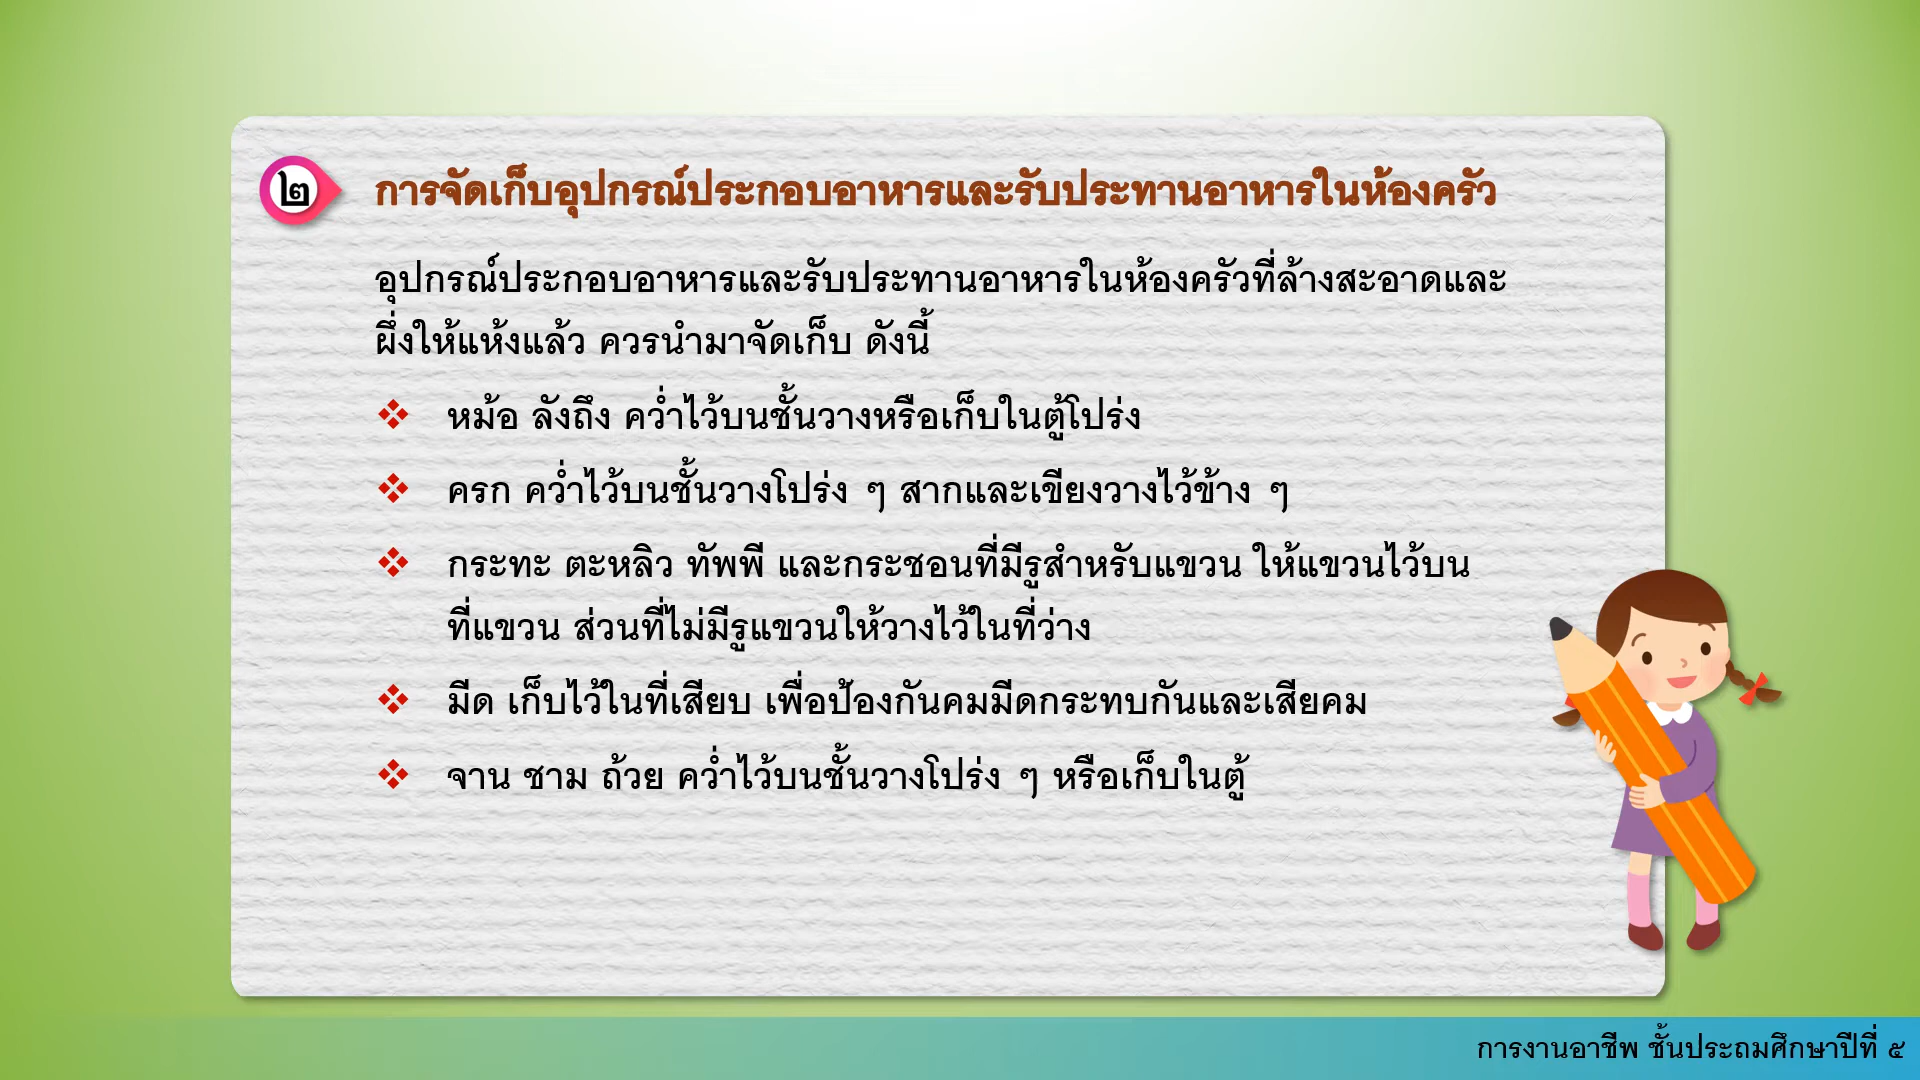 ๒
การจัดเก็บอุปกรณ์ประกอบอาหารและรับประทานอาหารในห้องครัว
อุปกรณ์ประกอบอาหารและรับประทานอาหารในห้องครัวที่ล้างสะอาดและ
ผึ่งให้แห้งแล้ว ควรนำมาจัดเก็บ ดังนี้
❖ หม้อ ลังถึง คว่ำไว้บนชั้นวางหรือเก็บในตู้โปร่ง
❖ ครก คว่ำไว้บนชั้นวางโปร่ง ๆ สากและเขียงวางไว้ข้าง ๆ
❖ กระทะ ตะหลิว ทัพพี และกระชอนที่มีรูสำหรับแขวน ให้แขวนไว้บน
ที่แขวน ส่วนที่ไม่มีรูแขวนให้วางไว้ในที่ว่าง
❖ มีด เก็บไว้ในที่เสียบ เพื่อป้องกันคมมีดกระทบกันและเสียคม
❖ จาน ชาม ถ้วย คว่ำไว้บนชั้นวางโปร่ง ๆ หรือเก็บในตู้
การงานอาชีพ ชั้นประถมศึกษาปีที่ ๕